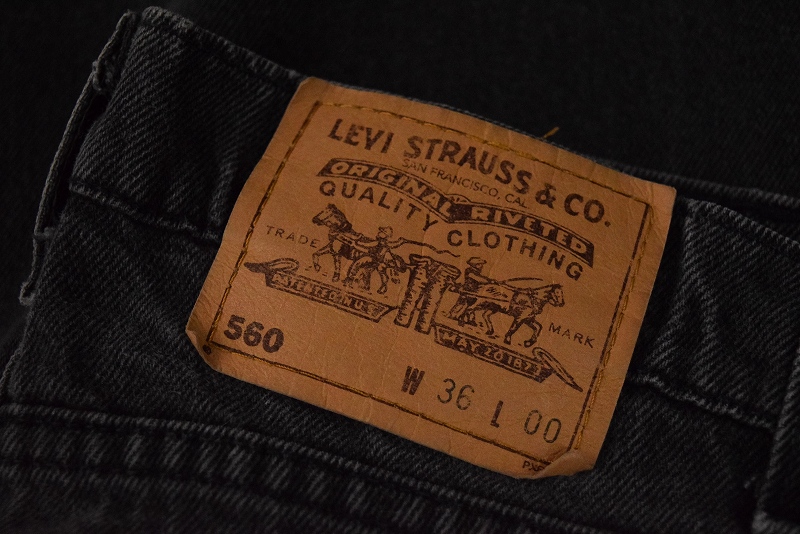 LEVI STRAUSS & CO.
SAN FRANCISCO, CAL
ORIGINAL RIVETED
QUALITY CLOTHING
TRADE MARK
PATENTED IN U.S.
MAY 20 1873
560
W 36 L 00